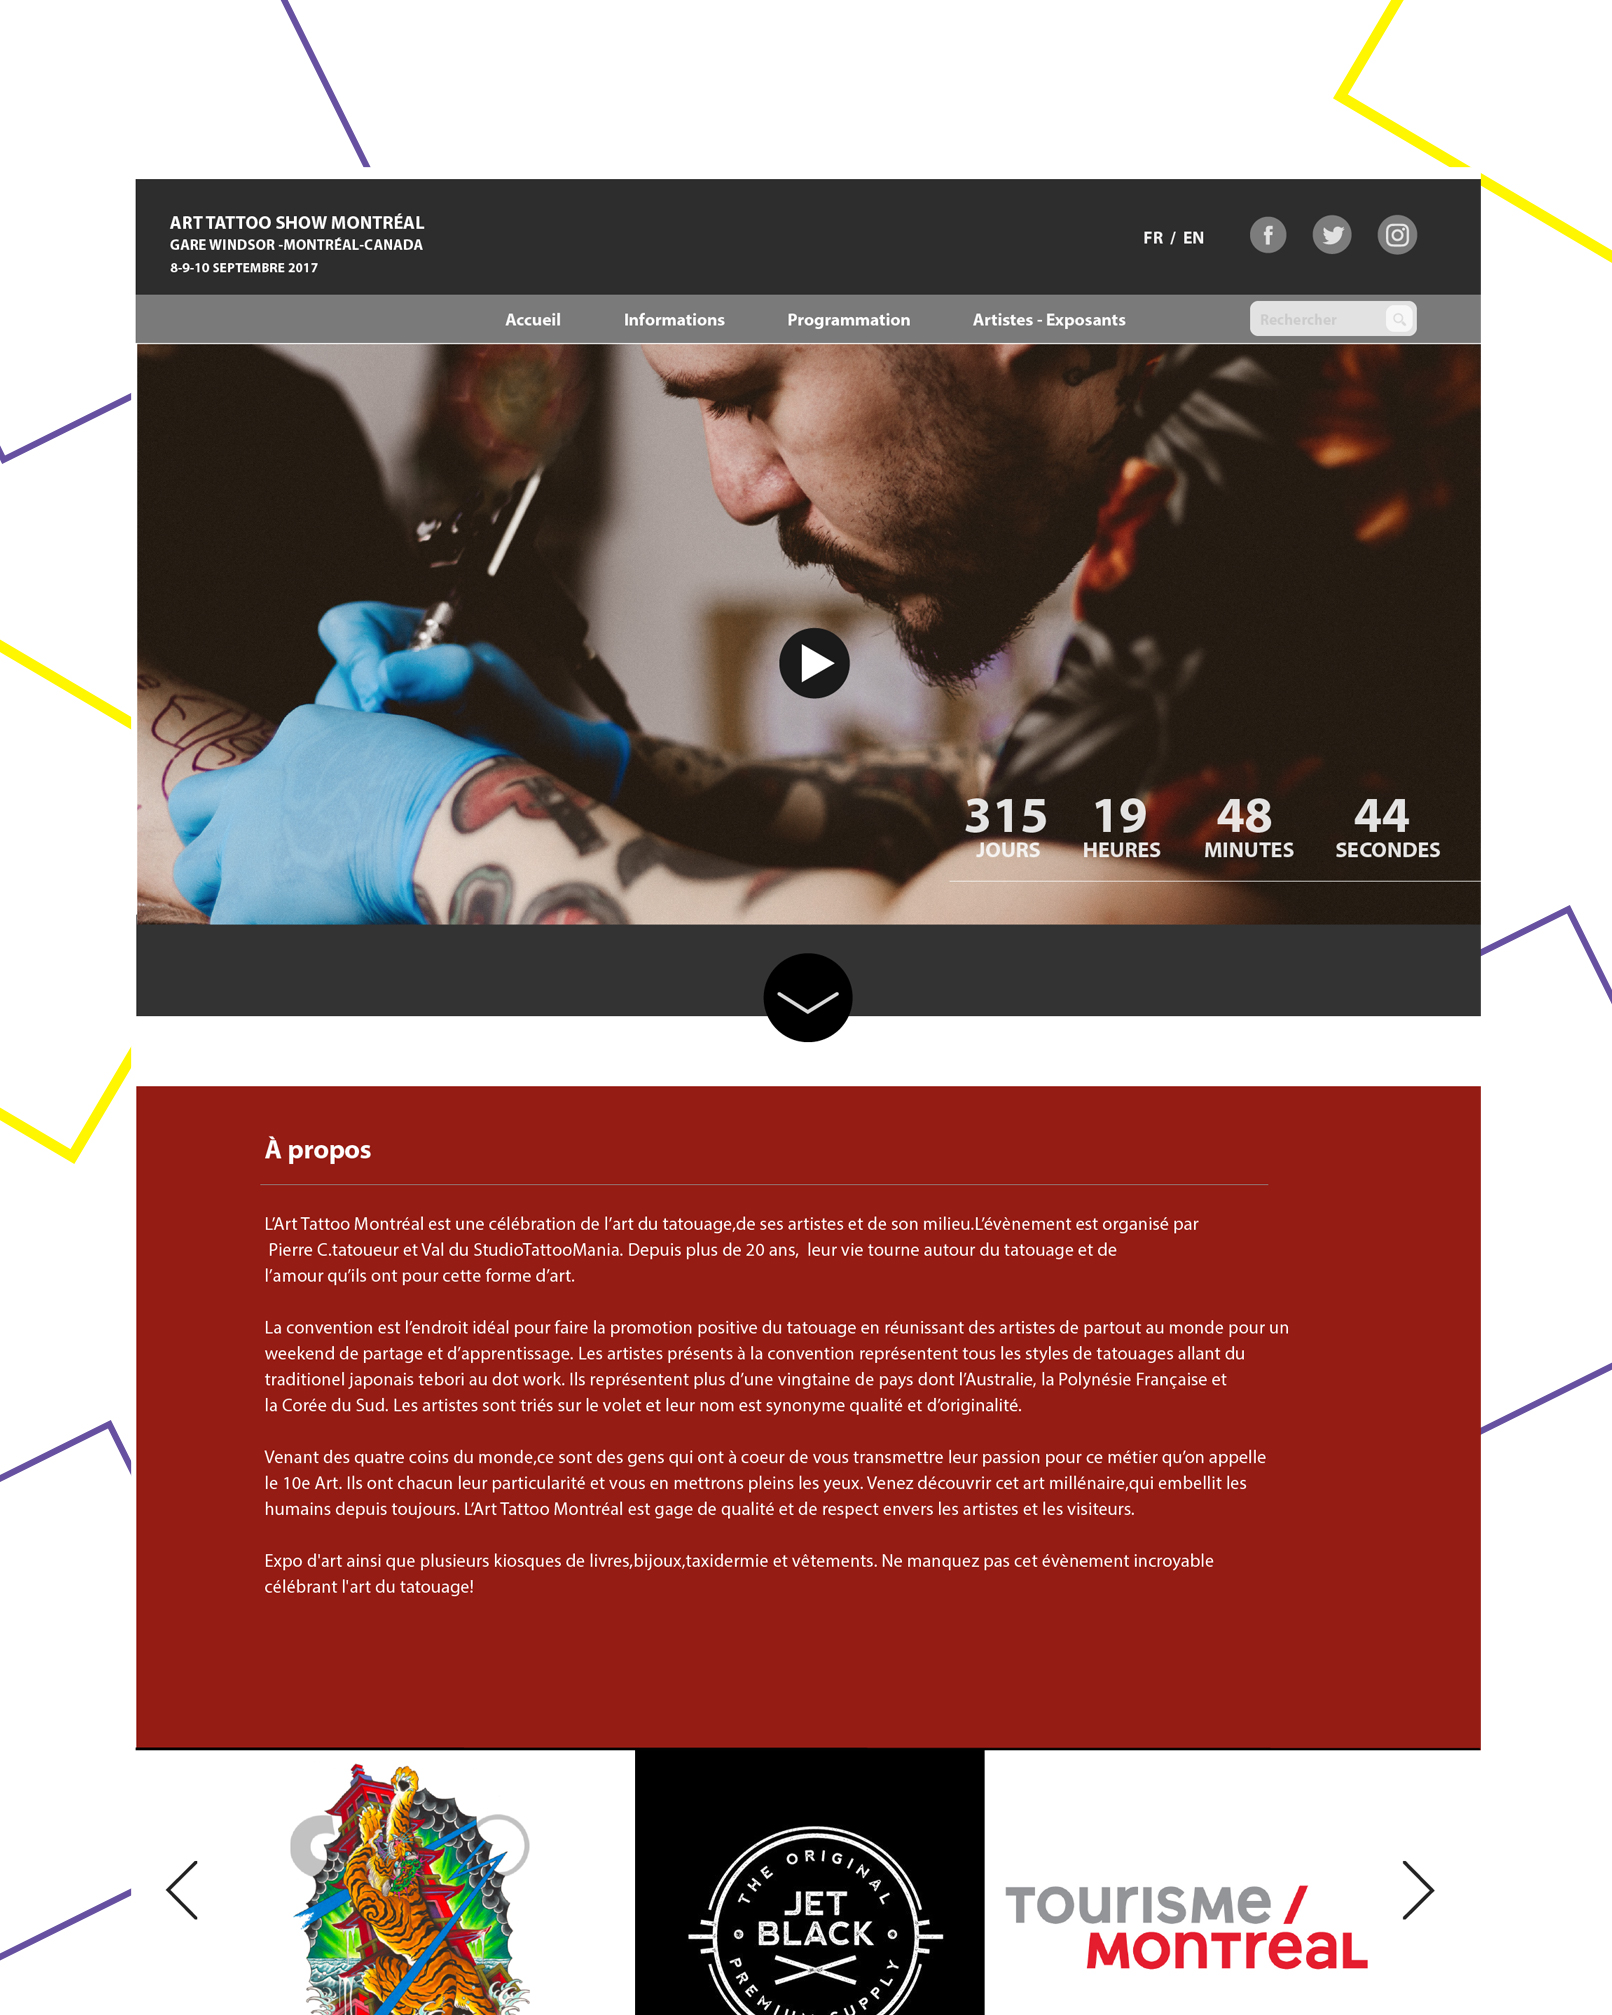 ART TATTOO SHOW MONTRÉAL
GARE WINDSOR -MONTRÉAL-CANADA
8-9-10 SEPTEMBRE 2017
FR / EN
Accueil
Informations
Programmation
Artistes - Exposants
Rechercher
315 19 48 44
JOURS HEURES MINUTES SECONDES
À propos
L’Art Tattoo Montréal est une célébration de l’art du tatouage,de ses artistes et de son milieu.L’évènement est organisé par
Pierre C.tatoueur et Val du StudioTattooMania. Depuis plus de 20 ans, leur vie tourne autour du tatouage et de
l’amour qu’ils ont pour cette forme d’art.
La convention est l’endroit idéal pour faire la promotion positive du tatouage en réunissant des artistes de partout au monde pour un
weekend de partage et d’apprentissage. Les artistes présents à la convention représentent tous les styles de tatouages allant du
traditionel japonais tebori au dot work. Ils représentent plus d’une vingtaine de pays dont l’Australie, la Polynésie Française et
la Corée du Sud. Les artistes sont triés sur le volet et leur nom est synonyme qualité et d’originalité.
Venant des quatre coins du monde,ce sont des gens qui ont à coeur de vous transmettre leur passion pour ce métier qu’on appelle
le 10e Art. Ils ont chacun leur particularité et vous en mettrons pleins les yeux. Venez découvrir cet art millénaire,qui embellit les
humains depuis toujours. L’Art Tattoo Montréal est gage de qualité et de respect envers les artistes et les visiteurs.
Expo d'art ainsi que plusieurs kiosques de livres,bijoux,taxidermie et vêtements. Ne manquez pas cet évènement incroyable
célébrant l'art du tatouage!
THE ORIGINAL
JET
BLACK
PREMIUM SUPPLY
TOURISME /
MONTRÉAL